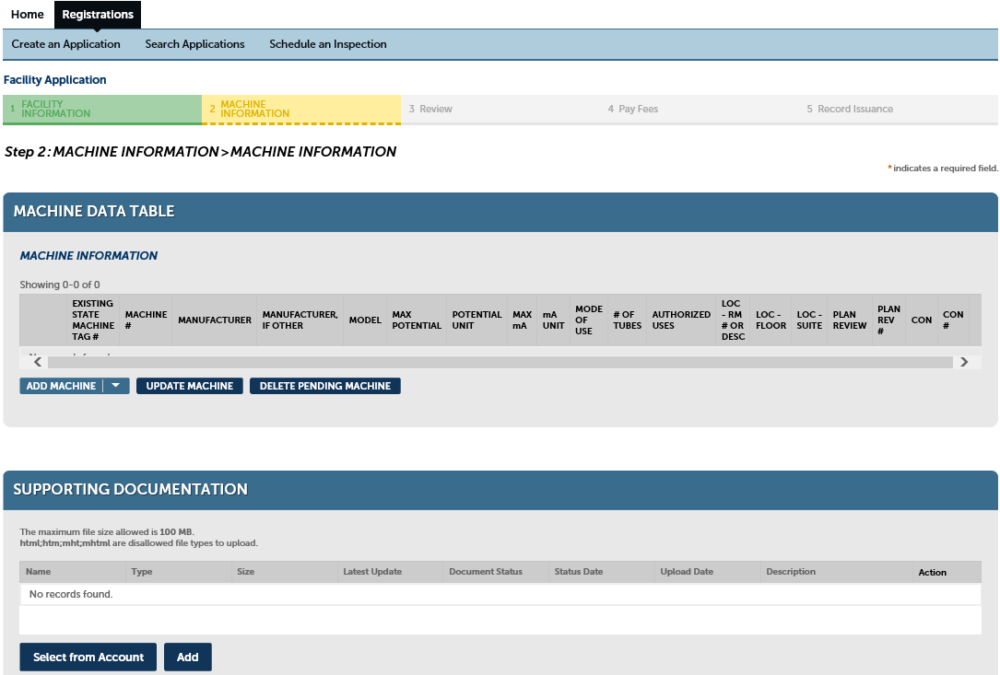 Home Registrations
Create an Application Search Applications Schedule an Inspection
Facility Application
1 FACILITY INFORMATION 2 MACHINE INFORMATION 3 Review 4 Pay Fees 5 Record Issuance
Step 2: MACHINE INFORMATION > MACHINE INFORMATION
* indicates a required field.
MACHINE DATA TABLE
MACHINE INFORMATION
Showing 0-0 of 0
EXISTING STATE MACHINE TAG # MACHINE # MANUFACTURER MANUFACTURER, IF OTHER MODEL MAX POTENTIAL POTENTIAL UNIT MAX mA mA UNIT MODE OF USE # OF TUBES AUTHORIZED USES LOC - RM # OR DESC LOC - FLOOR LOC - SUITE PLAN REVIEW PLAN REV # CON CON #
ADD MACHINE UPDATE MACHINE DELETE PENDING MACHINE
SUPPORTING DOCUMENTATION
The maximum file size allowed is 100 MB.
html;htm;mht;mhtml are disallowed file types to upload.
Name Type Size Latest Update Document Status Status Date Upload Date Description Action
No records found.
Select from Account Add